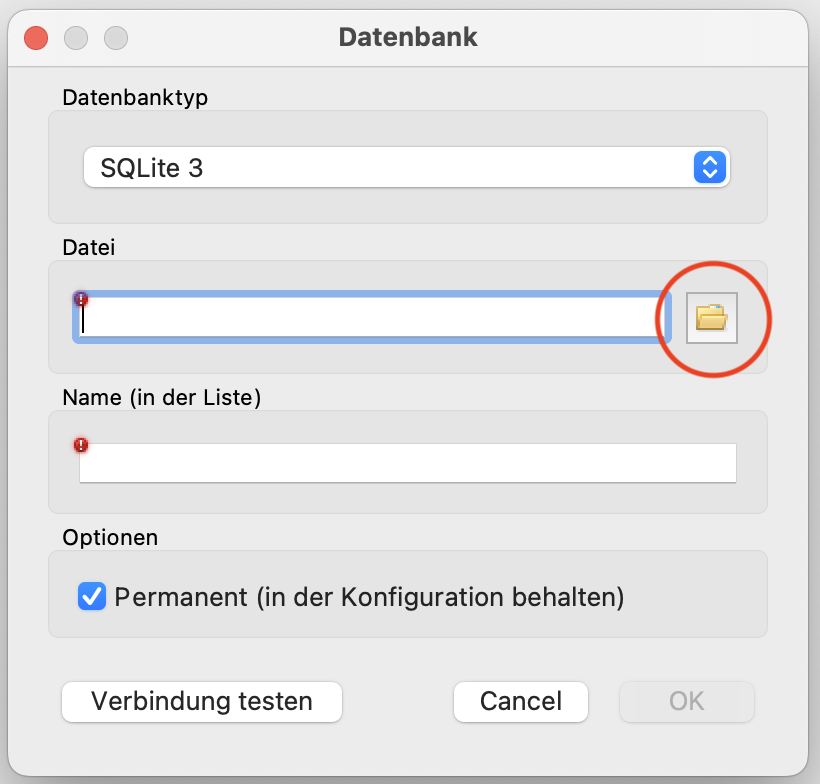 Datenbank
Datenbanktyp
SQLite 3
Datei
Name (in der Liste)
Optionen
Permanent (in der Konfiguration behalten)
Verbindung testen
Cancel
OK